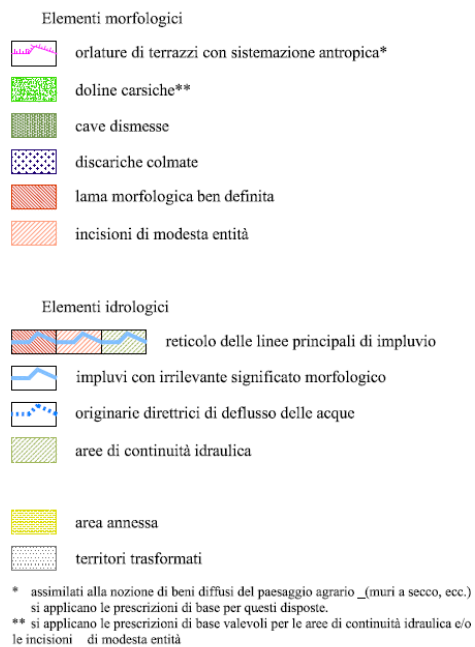 Elementi morfologici
orlature di terrazzi con sistemazione antropica*
doline carsiche**
cave dismesse
discariche colmate
lama morfologica ben definita
incisioni di modesta entità
Elementi idrologici
reticolo delle linee principali di impluvio
impluvi con irrilevante significato morfologico
originarie direttrici di deflusso delle acque
aree di continuità idraulica
area annessa
territori trasformati
* assimilati alla nozione di beni diffusi del paesaggio agrario _(muri a secco, ecc.)
si applicano le prescrizioni di base per questi disposte.
** si applicano le prescrizioni di base valevoli per le aree di continuità idraulica e/o
le incisioni di modesta entità